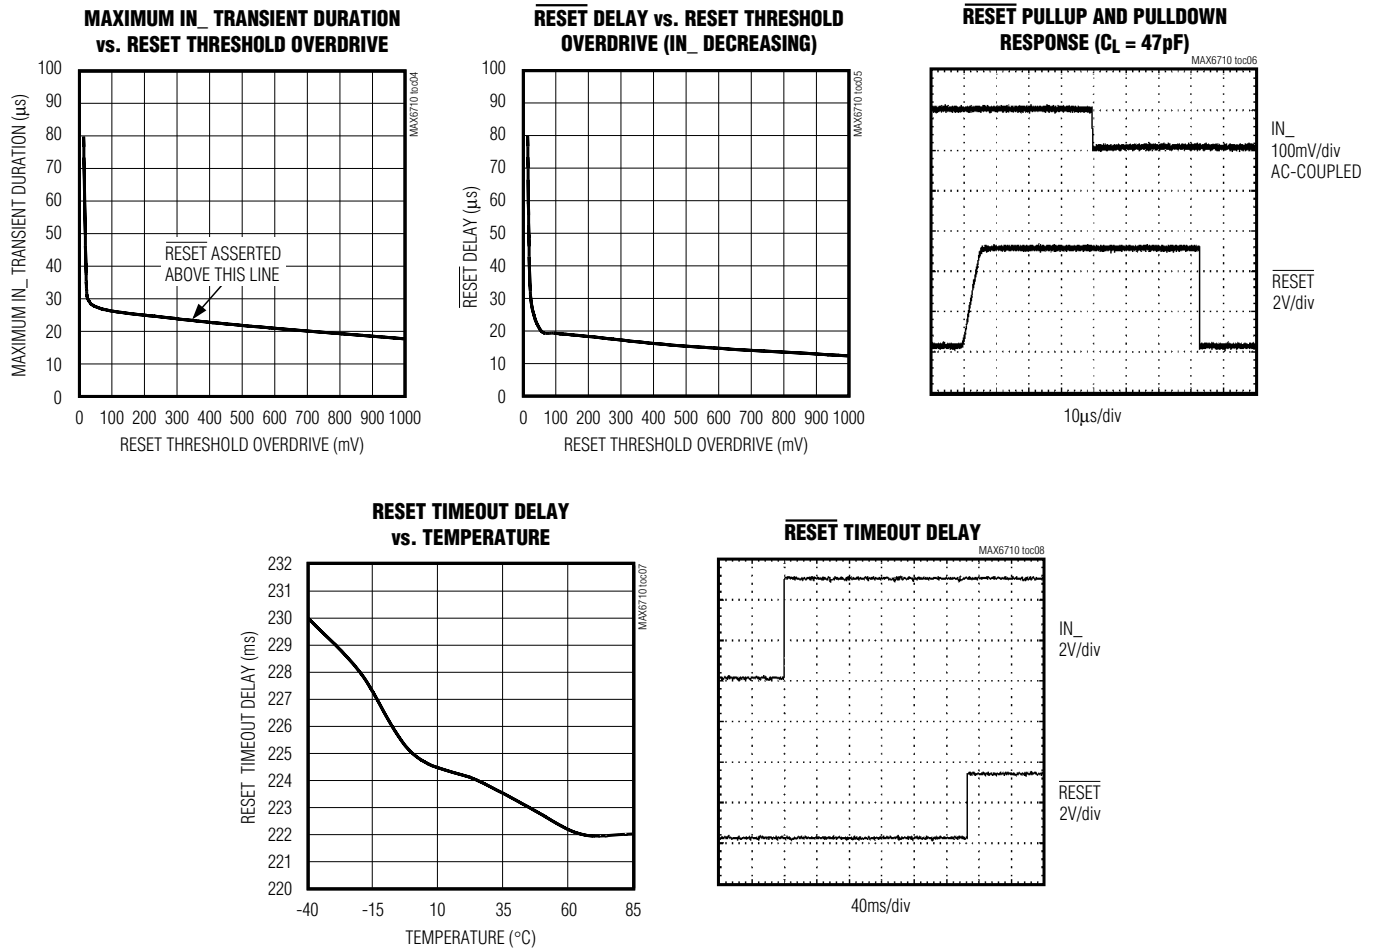 MAXIMUM IN_ TRANSIENT DURATION
vs. RESET THRESHOLD OVERDRIVE
MAX6710 toc04
MAXIMUM IN_ TRANSIENT DURATION (µs)
100
90
80
70
60
50
40
30
20
10
0
RESET ASSERTED
ABOVE THIS LINE
0 100 200 300 400 500 600 700 800 900 1000
RESET THRESHOLD OVERDRIVE (mV)
RESET DELAY vs. RESET THRESHOLD
OVERDRIVE (IN_ DECREASING)
MAX6710 toc05
RESET DELAY (µs)
100
90
80
70
60
50
40
30
20
10
0
0 100 200 300 400 500 600 700 800 900 1000
RESET THRESHOLD OVERDRIVE (mV)
RESET PULLUP AND PULLDOWN
RESPONSE (CL = 47pF)
MAX6710 toc06
IN_
100mV/div
AC-COUPLED
RESET
2V/div
10µs/div
RESET TIMEOUT DELAY
vs. TEMPERATURE
MAX6710 toc07
RESET TIMEOUT DELAY (ms)
232
231
230
229
228
227
226
225
224
223
222
221
220
-40 -15 10 35 60 85
TEMPERATURE (°C)
RESET TIMEOUT DELAY
MAX6710 toc08
IN_
2V/div
RESET
2V/div
40ms/div